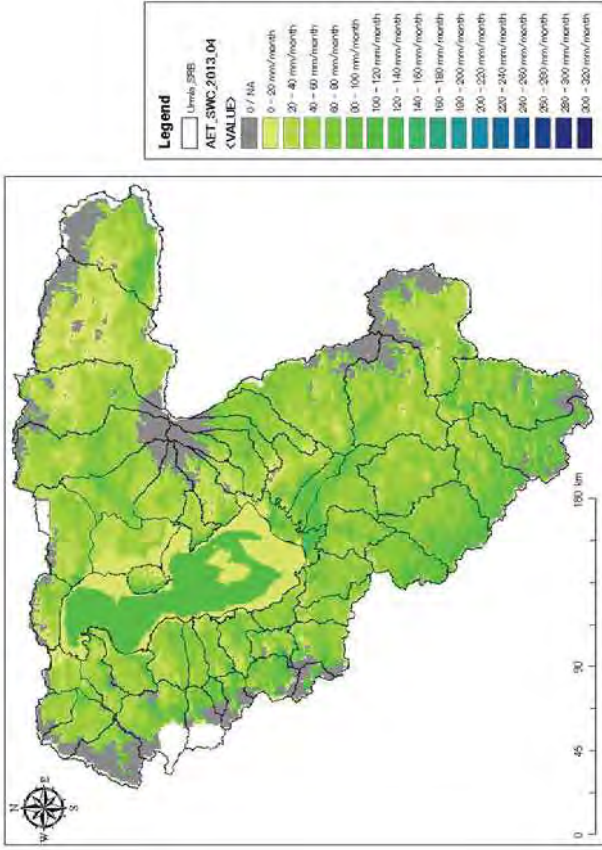 N
W
E
S
0
45
90
180 km
Legend
Urmia_SRB
AET_SWC_2013_04
<VALUE>
0 / NA
0 - 20 mm/month
20 - 40 mm/month
40 - 60 mm/month
60 - 80 mm/month
80 - 100 mm/month
100 - 120 mm/month
120 - 140 mm/month
140 - 160 mm/month
160 - 180 mm/month
180 - 200 mm/month
200 - 220 mm/month
220 - 240 mm/month
240 - 260 mm/month
260 - 280 mm/month
280 - 300 mm/month
300 - 320 mm/month